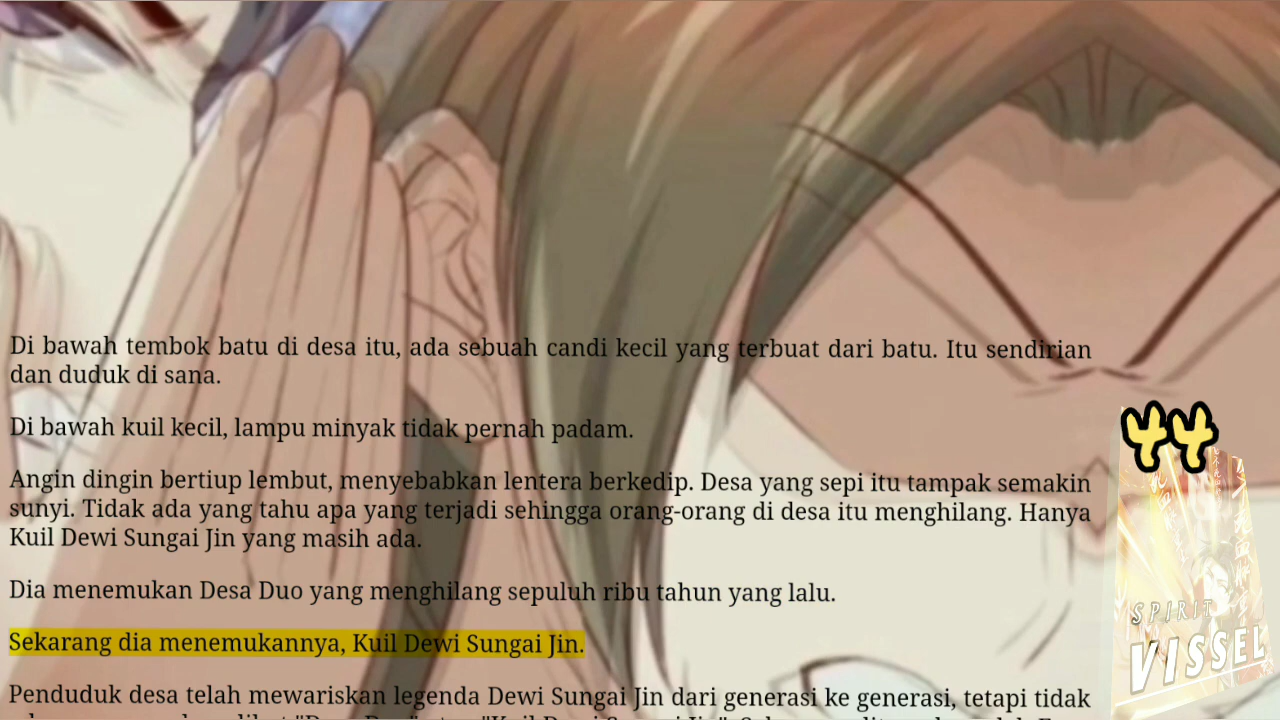 Di bawah tembok batu di desa itu, ada sebuah candi kecil yang terbuat dari batu. Itu sendirian
dan duduk di sana.
Di bawah kuil kecil, lampu minyak tidak pernah padam.
Angin dingin bertiup lembut, menyebabkan lentera berkedip. Desa yang sepi itu tampak semakin
sunyi. Tidak ada yang tahu apa yang terjadi sehingga orang-orang di desa itu menghilang. Hanya
Kuil Dewi Sungai Jin yang masih ada.
Dia menemukan Desa Duo yang menghilang sepuluh ribu tahun yang lalu.
Sekarang dia menemukannya, Kuil Dewi Sungai Jin.
Penduduk desa telah mewariskan legenda Dewi Sungai Jin dari generasi ke generasi, tetapi tidak
44
SPIRIT
VISSEL